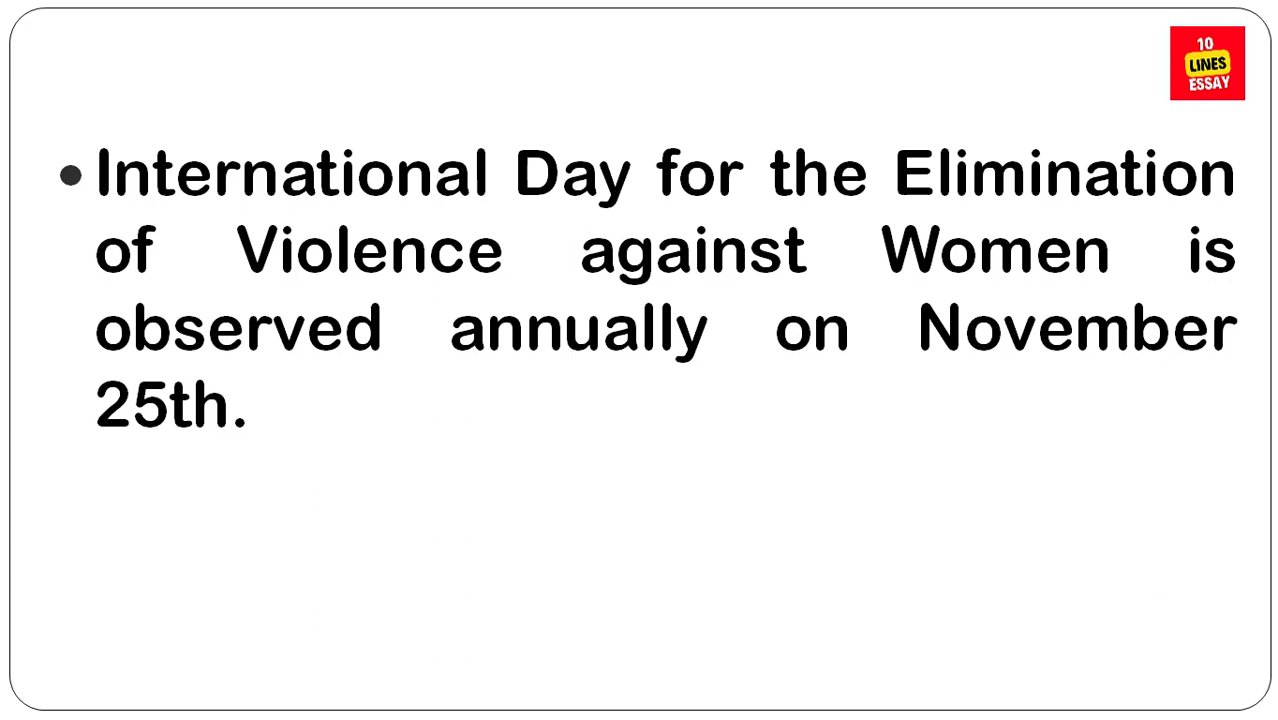 10
LINES
ESSAY
• International Day for the Elimination
of Violence against Women is
observed annually on November
25th.